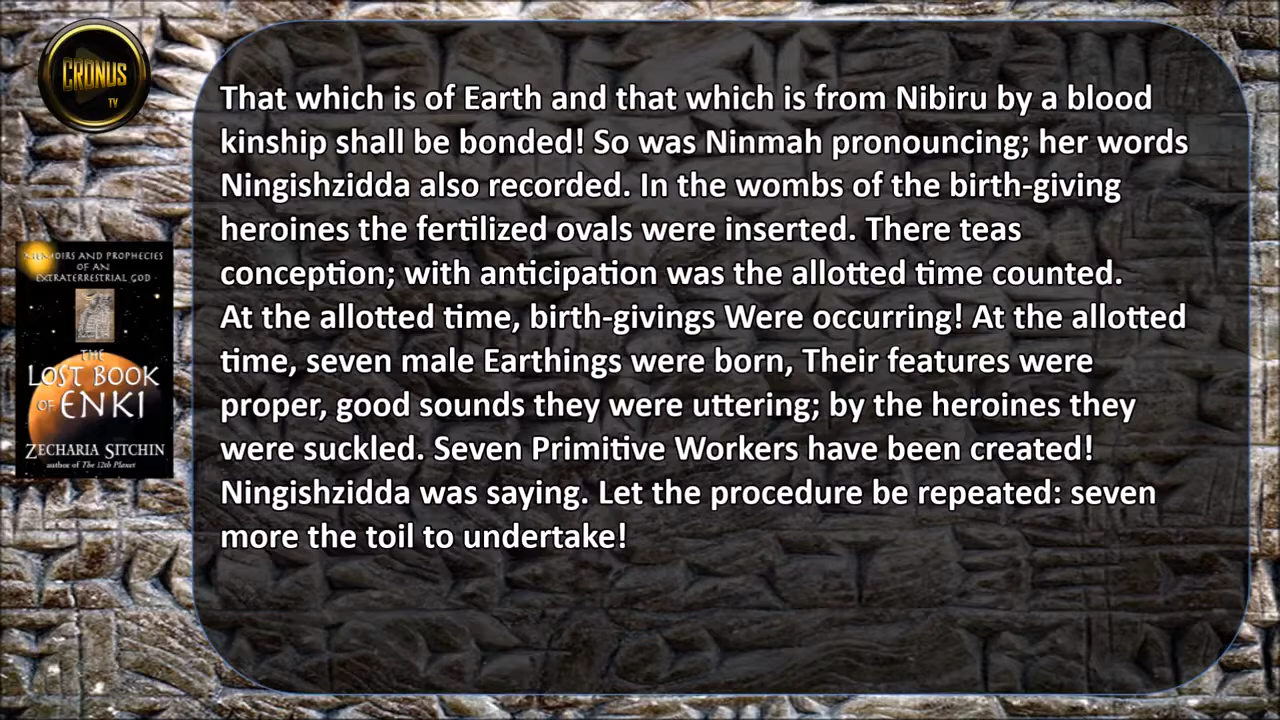 CRONUS
TV
That which is of Earth and that which is from Nibiru by a blood
kinship shall be bonded! So was Ninmah pronouncing; her words
Ningishzidda also recorded. In the wombs of the birth-giving
heroines the fertilized ovals were inserted. There teas
conception; with anticipation was the allotted time counted.
At the allotted time, birth-givings Were occurring! At the allotted
time, seven male Earthings were born, Their features were
proper, good sounds they were uttering; by the heroines they
were suckled. Seven Primitive Workers have been created!
Ningishzidda was saying. Let the procedure be repeated: seven
more the toil to undertake!
MEMOIRS AND PROPHECIES
OF AN
EXTRATERRESTRIAL GOD
THE
LOST BOOK
OF ENKI
ZECHARIA SITCHIN
author of The 12th Planet